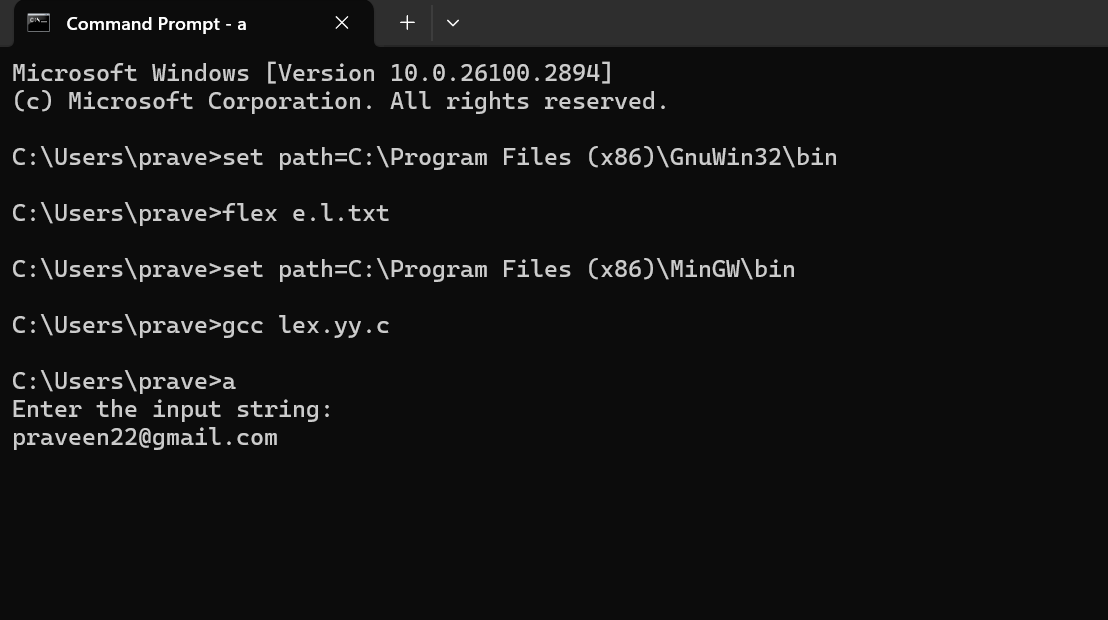 Command Prompt - a
Microsoft Windows [Version 10.0.26100.2894]
(c) Microsoft Corporation. All rights reserved.
C:\Users\prave>set path=C:\Program Files (x86)\GnuWin32\bin
C:\Users\prave>flex e.l.txt
C:\Users\prave>set path=C:\Program Files (x86)\MinGW\bin
C:\Users\prave>gcc lex.yy.c
C:\Users\prave>a
Enter the input string:
praveen22@gmail.com